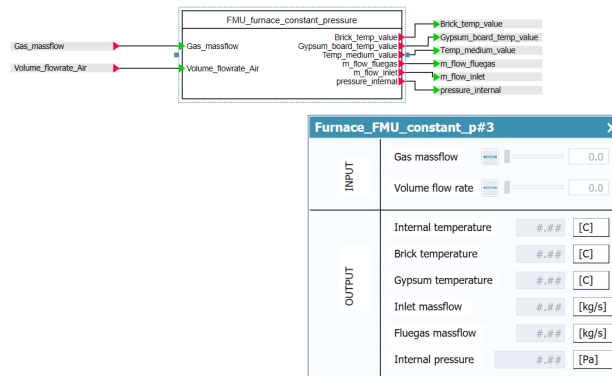 FMU_furnace_constant_pressure
Gas_massflow
Volume_flowrate_Air
Gas_massflow
Volume_flowrate_Air
Brick_temp_value
Gypsum_board_temp_value
Temp_medium_value
m_flow_fluegas
m_flow_inlet
pressure_internal
Brick_temp_value
Gypsum_board_temp_value
Temp_medium_value
m_flow_fluegas
m_flow_inlet
pressure_internal
Furnace_FMU_constant_p#3 X
INPUT
Gas massflow 0.0
Volume flow rate 0.0
OUTPUT
Internal temperature #.## [C]
Brick temperature #.## [C]
Gypsum temperature #.## [C]
Inlet massflow #.## [kg/s]
Fluegas massflow #.## [kg/s]
Internal pressure #.## [Pa]